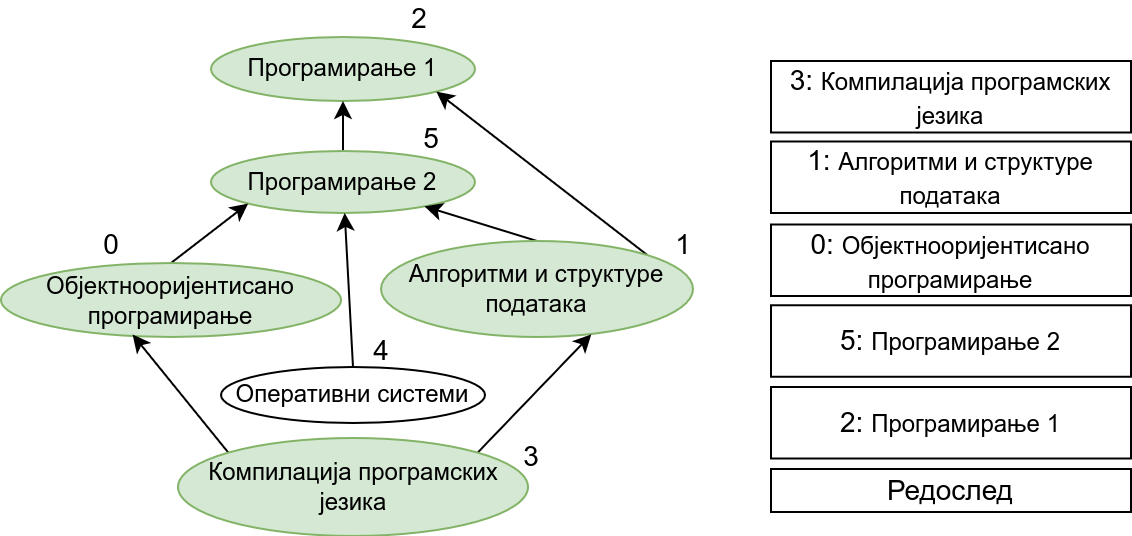 2
Програмирање 1
5
Програмирање 2
0
Објектнооријентисано
програмирање
1
Алгоритми и структуре
података
4
Оперативни системи
3
Компилација програмских
језика
3: Компилација програмских
језика
1: Алгоритми и структуре
података
0: Објектнооријентисано
програмирање
5: Програмирање 2
2: Програмирање 1
Редослед